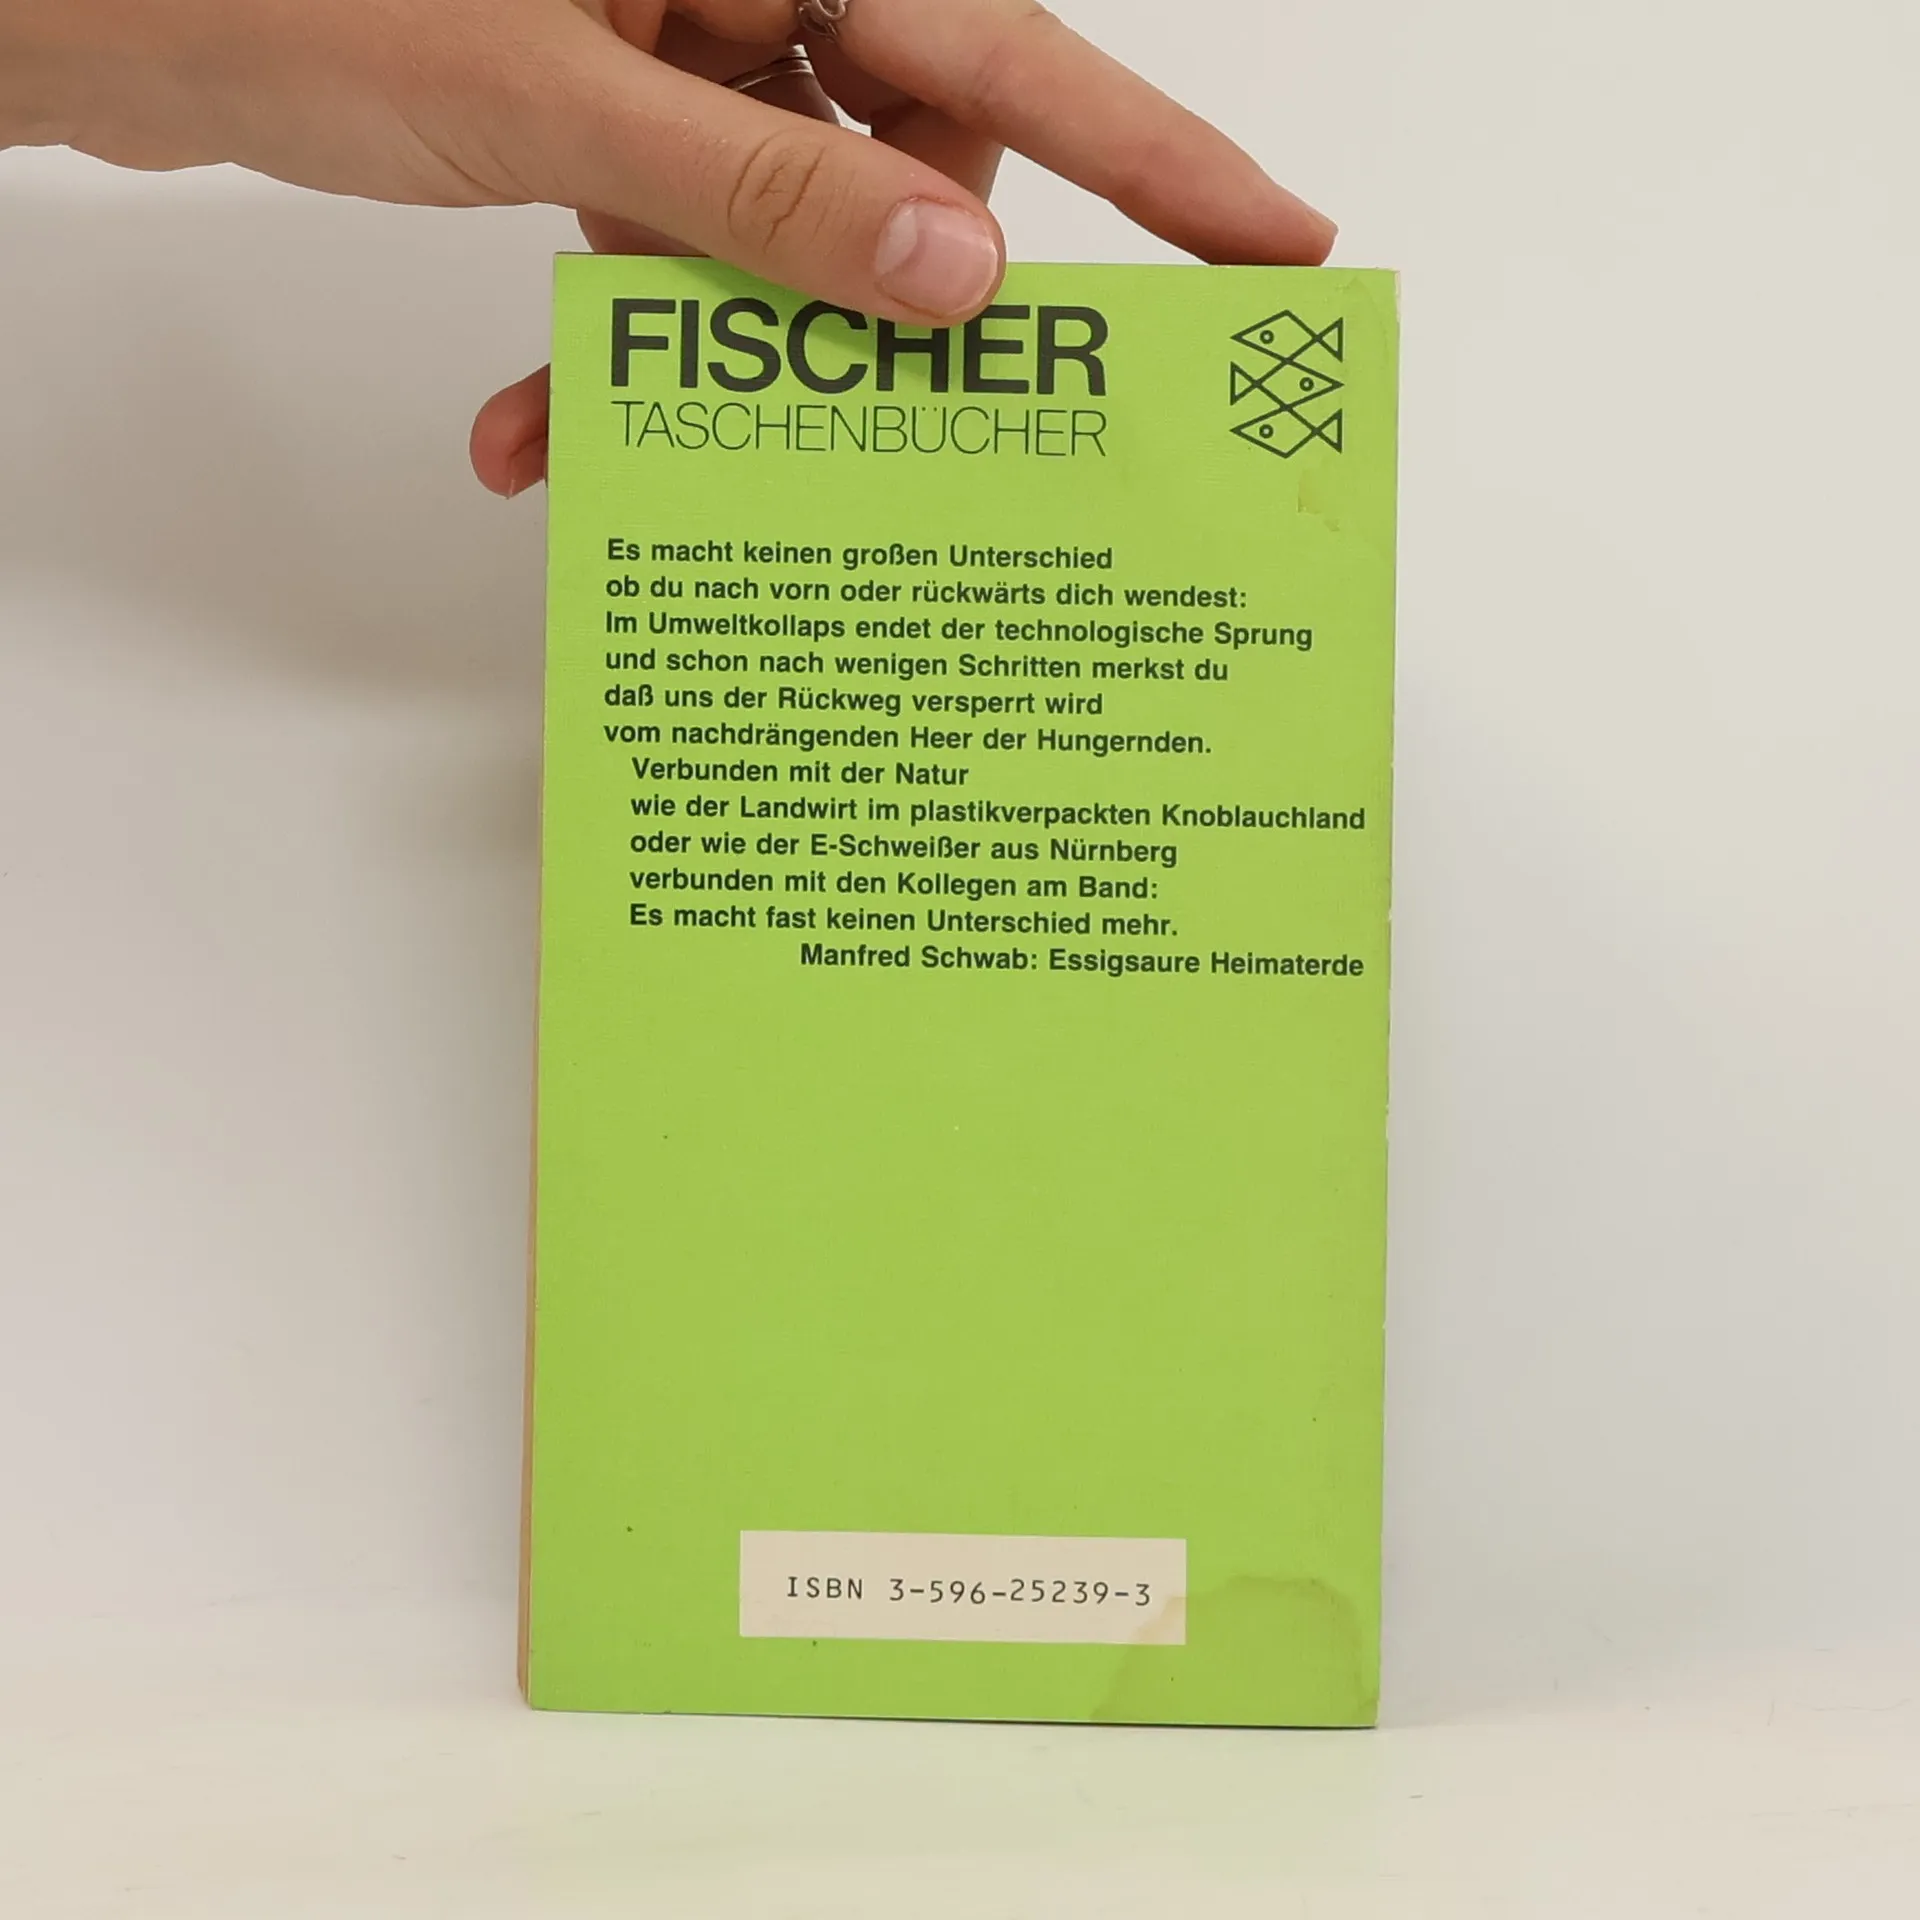 FISCHER
TASCHENBÜCHER
Es macht keinen großen Unterschied
ob du nach vorn oder rückwärts dich wendest:
Im Umweltkollaps endet der technologische Sprung
und schon nach wenigen Schritten merkst du
daß uns der Rückweg versperrt wird
vom nachdrängenden Heer der Hungernden.
Verbunden mit der Natur
wie der Landwirt im plastikverpackten Knoblauchland
oder wie der E-Schweißer aus Nürnberg
verbunden mit den Kollegen am Band:
Es macht fast keinen Unterschied mehr.
Manfred Schwab: Essigsaure Heimaterde
ISBN 3-596-25239-3